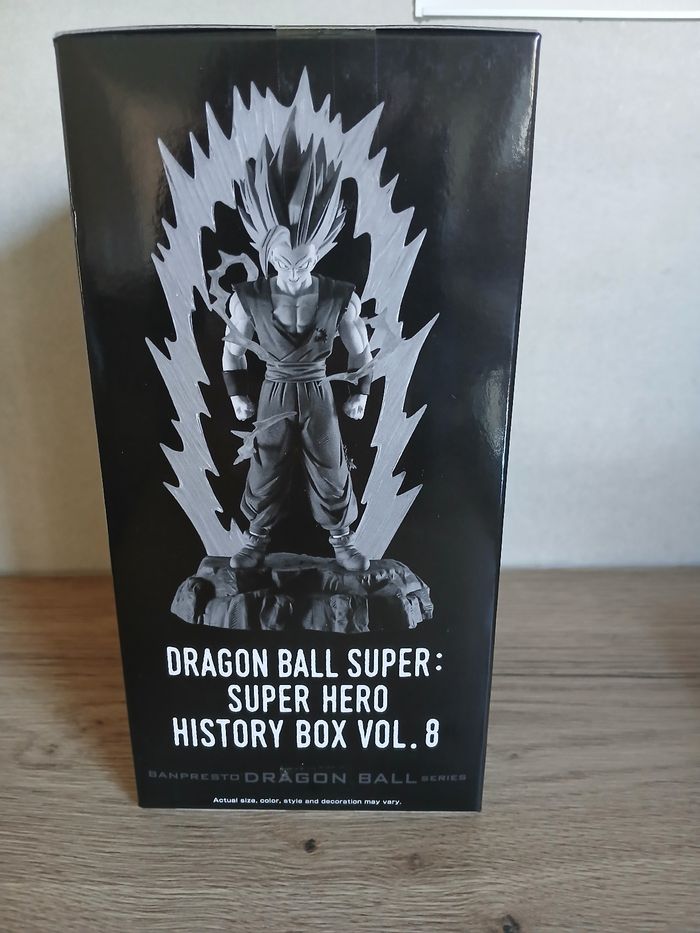 DRAGON BALL SUPER:
SUPER HERO
HISTORY BOX VOL. 8
BANPRESTO DRAGON BALL SERIES
Actual size, color, style and decoration may vary.